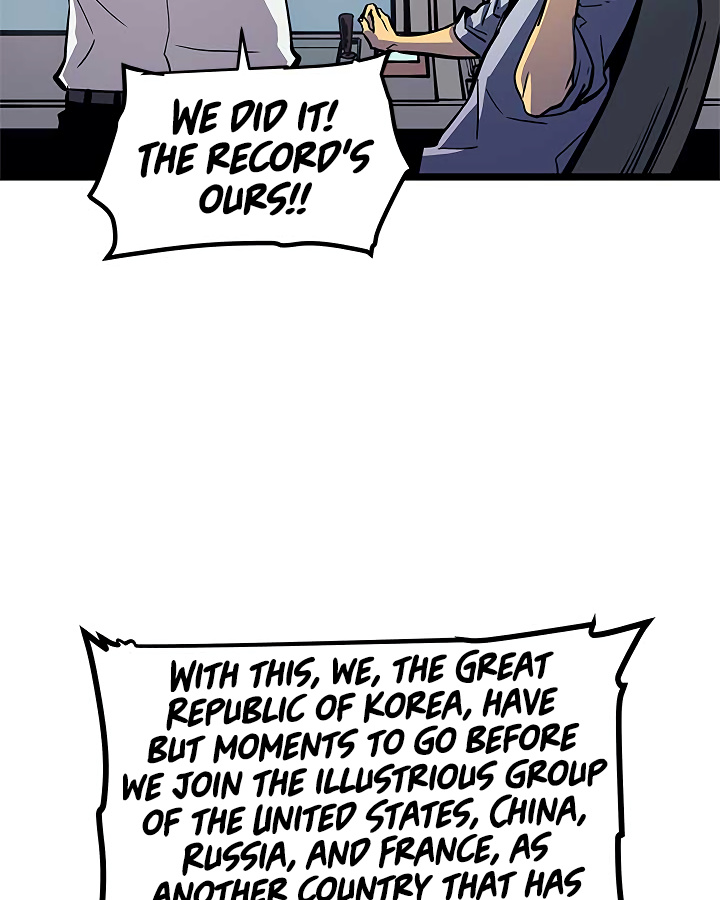 WE DID IT!
THE RECORD'S
OURS!!
WITH THIS, WE, THE GREAT
REPUBLIC OF KOREA, HAVE
BUT MOMENTS TO GO BEFORE
WE JOIN THE ILLUSTRIOUS GROUP
OF THE UNITED STATES, CHINA,
RUSSIA, AND FRANCE, AS
ANOTHER COUNTRY THAT HAS